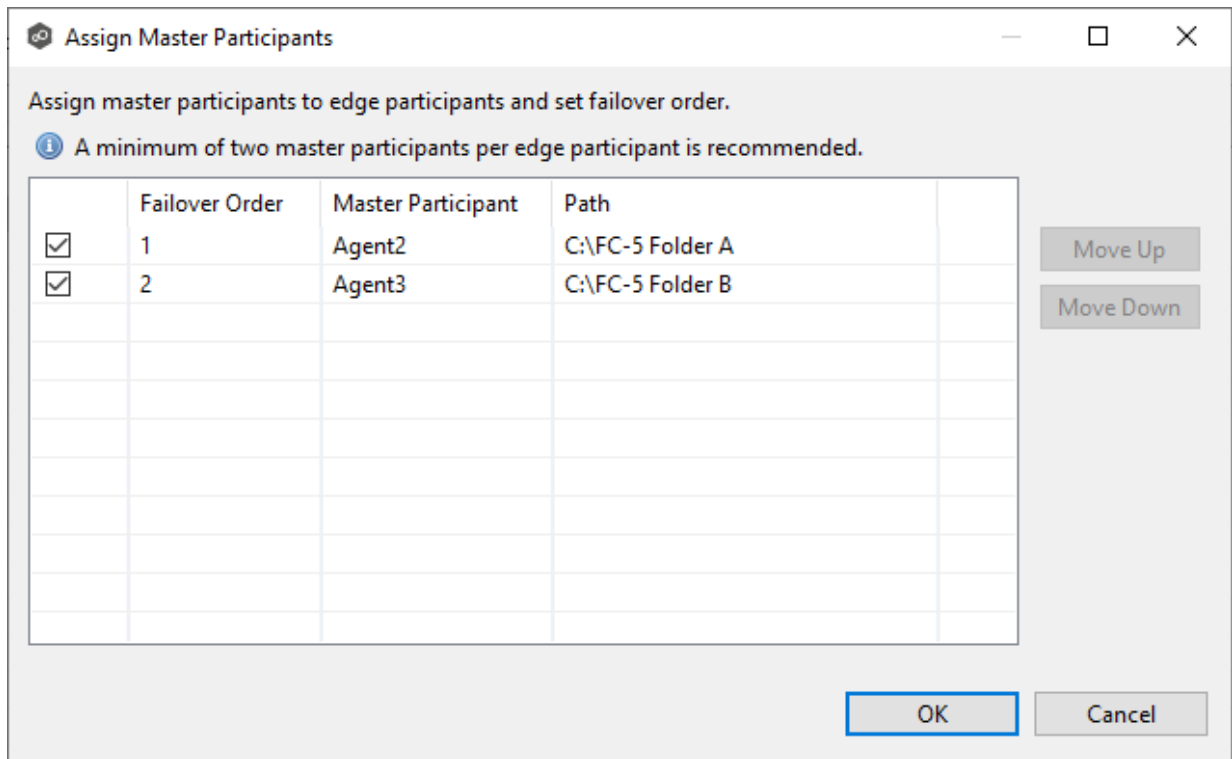 Assign Master Participants
Assign master participants to edge participants and set failover order.
A minimum of two master participants per edge participant is recommended.
Failover Order Master Participant Path
1 Agent2 C:\FC-5 Folder A
2 Agent3 C:\FC-5 Folder B
Move Up
Move Down
OK Cancel